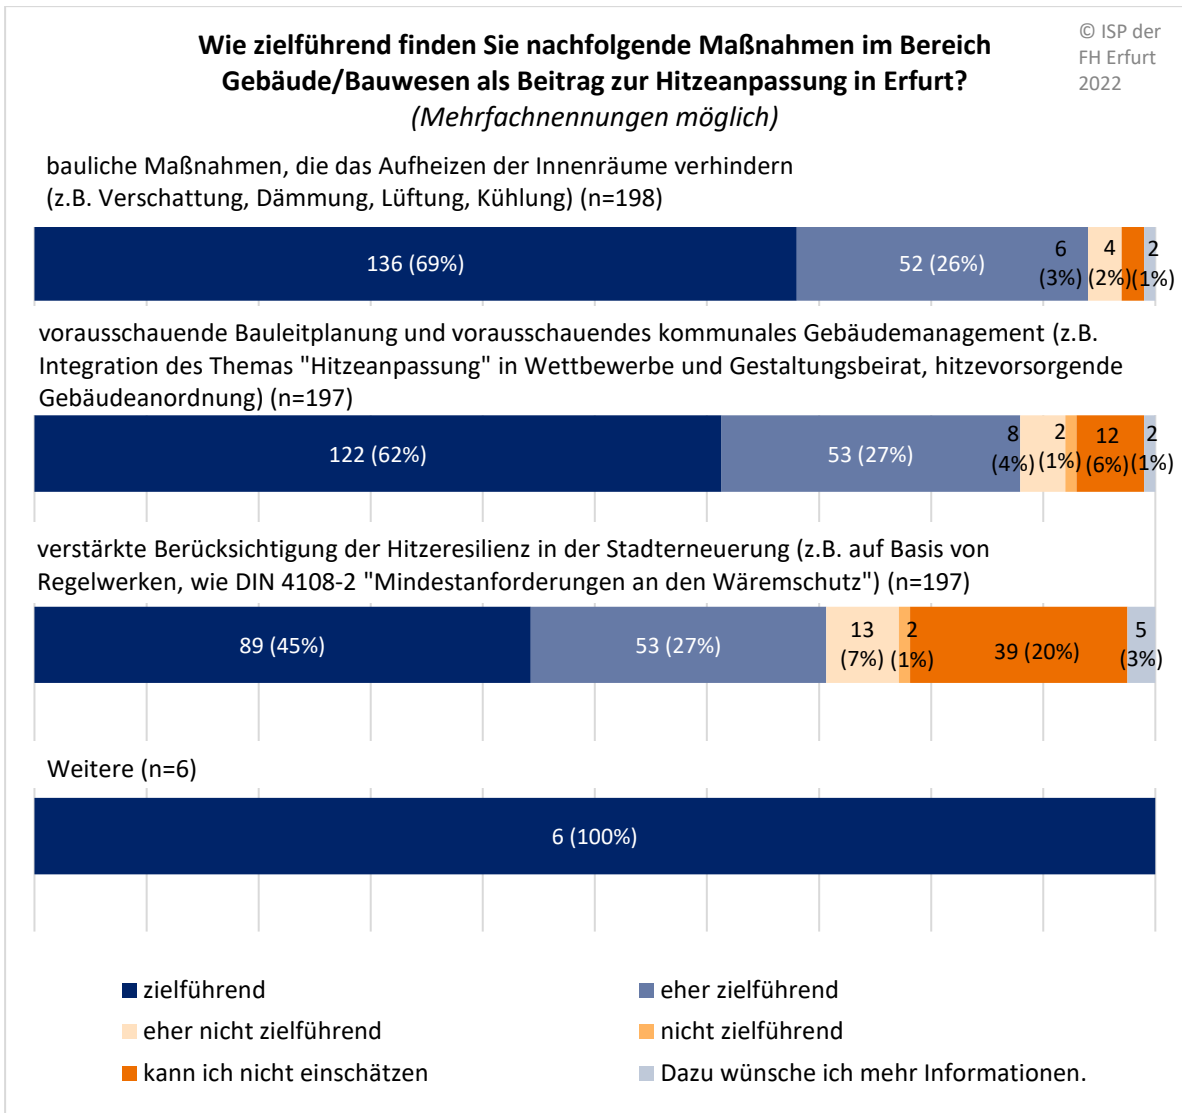 Wie zielführend finden Sie nachfolgende Maßnahmen im Bereich
Gebäude/Bauwesen als Beitrag zur Hitzeanpassung in Erfurt?
(Mehrfachnennungen möglich)
© ISP der
FH Erfurt
2022
bauliche Maßnahmen, die das Aufheizen der Innenräume verhindern
(z.B. Verschattung, Dämmung, Lüftung, Kühlung) (n=198)
136 (69%) 52 (26%) 6 4 2
(3%) (2%) (1%)
vorausschauende Bauleitplanung und vorausschauendes kommunales Gebäudemanagement (z.B.
Integration des Themas "Hitzeanpassung" in Wettbewerbe und Gestaltungsbeirat, hitzevorsorgende
Gebäudeanordnung) (n=197)
122 (62%) 53 (27%) 8 2 12 2
(4%) (1%) (6%) (1%)
verstärkte Berücksichtigung der Hitzeresilienz in der Stadterneuerung (z.B. auf Basis von
Regelwerken, wie DIN 4108-2 "Mindestanforderungen an den Wäremschutz") (n=197)
89 (45%) 53 (27%) 13 2 39 (20%) 5
(7%) (1%) (3%)
Weitere (n=6)
6 (100%)
zielführend
eher zielführend
eher nicht zielführend
nicht zielführend
kann ich nicht einschätzen
Dazu wünsche ich mehr Informationen.